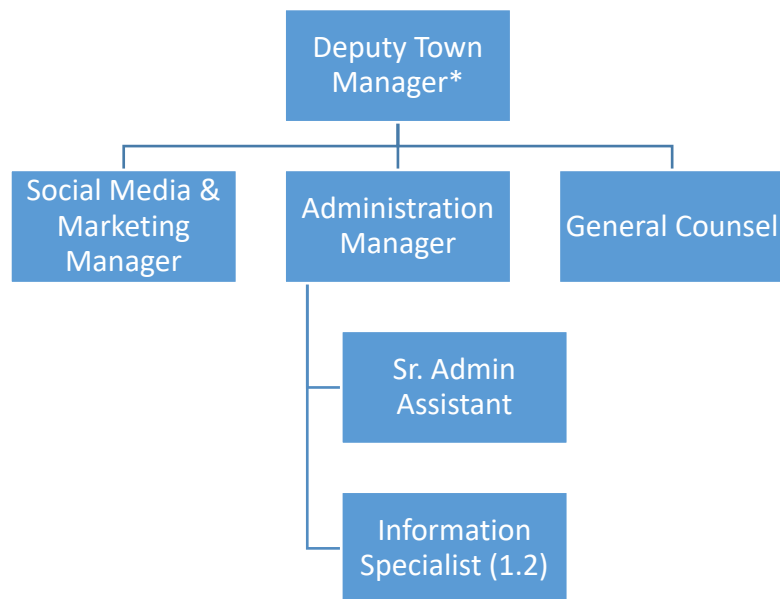 Deputy Town
Manager*
Social Media &
Marketing
Manager
Administration
Manager
General Counsel
Sr. Admin
Assistant
Information
Specialist (1.2)